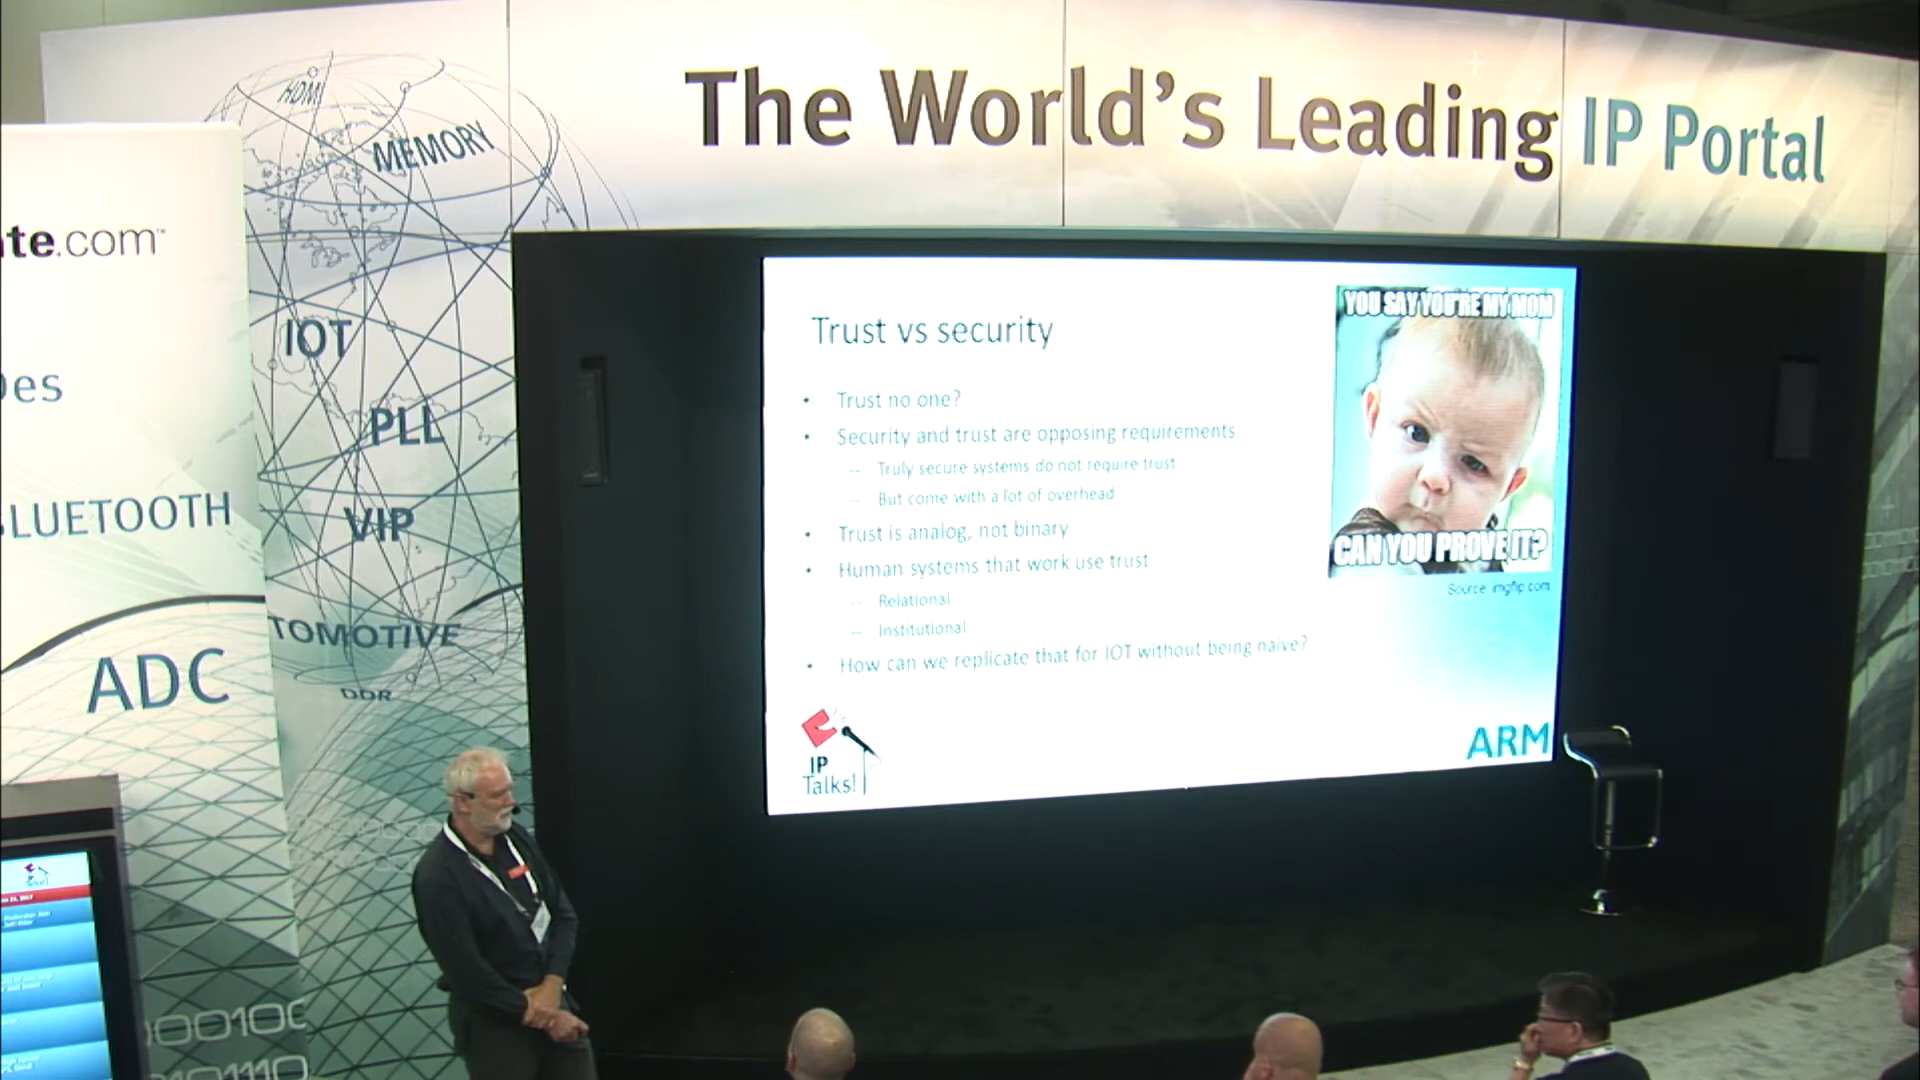 The World's Leading IP Portal
HDMI
MEMORY
te.com
IOT
es
PLL
LUETOOTH
VIP
TOMOTIVE
ADC
DDR
Trust vs security
• Trust no one?
• Security and trust are opposing requirements
– Truly secure systems do not require trust
– But come with a lot of overhead
• Trust is analog, not binary
• Human systems that work use trust
– Relational
– Institutional
• How can we replicate that for IOT without being naive?
YOU SAY YOU'RE MY MOM
CAN YOU PROVE IT?
Source: imgflip.com
IP
Talks!
ARM